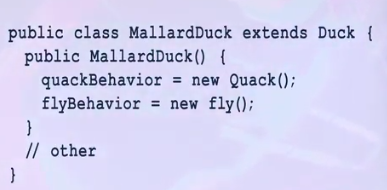 public class MallardDuck extends Duck {
public MallardDuck() {
quackBehavior = new Quack();
flyBehavior = new fly();
}
// other
}